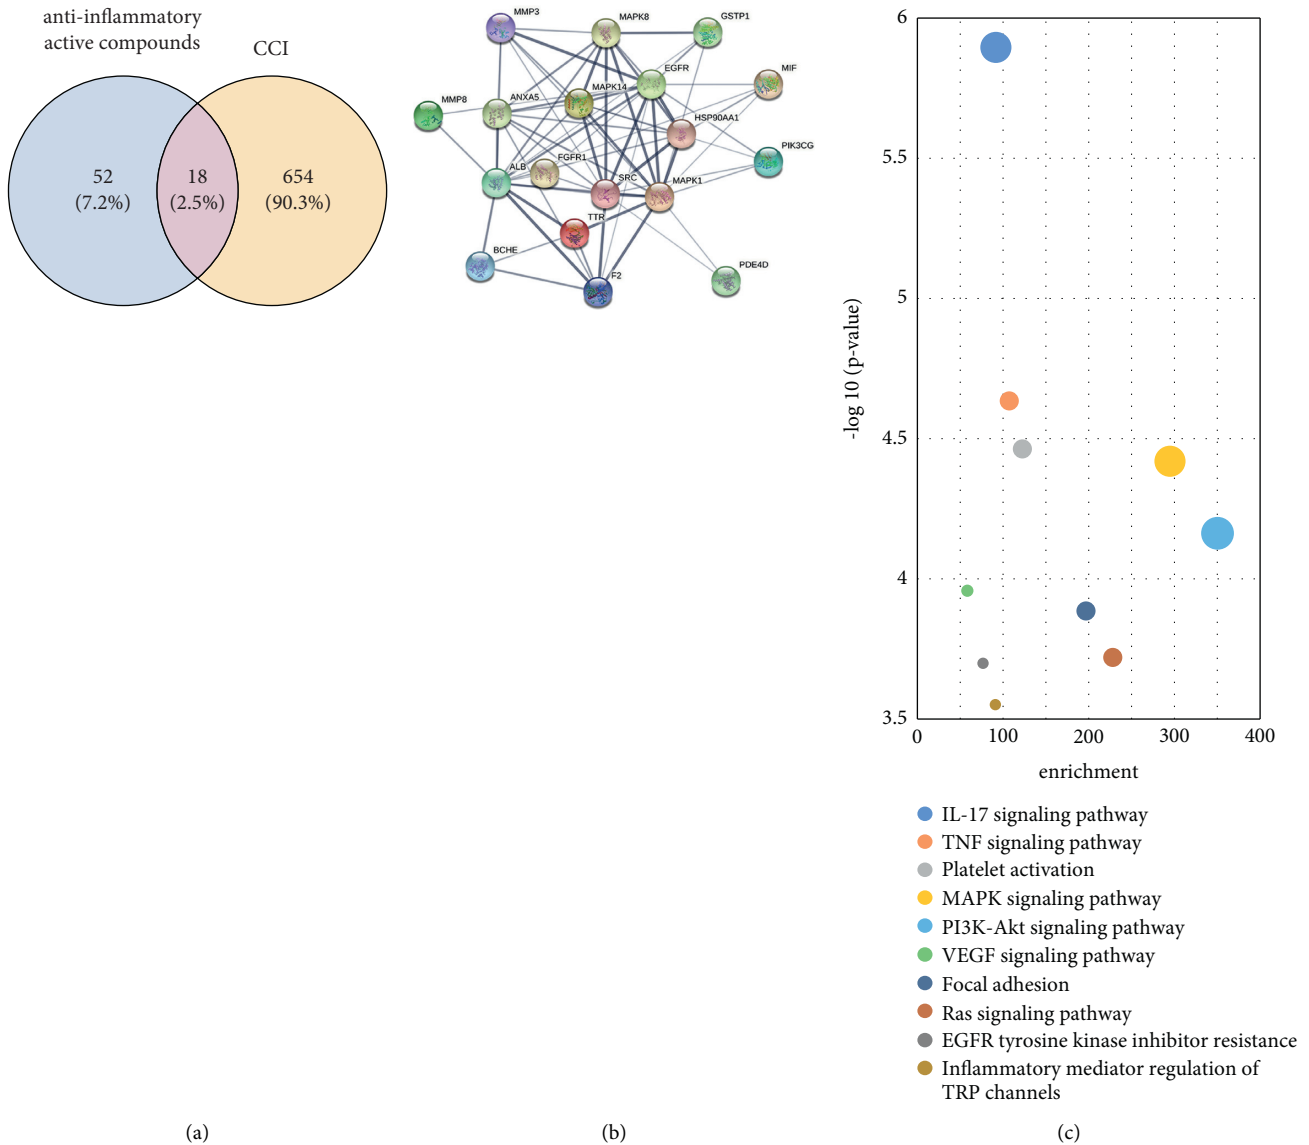 anti-inflammatory
active compounds
CCI
52
(7.2%)
18
(2.5%)
654
(90.3%)
(a)
MMP3
MAPK8
GSTP1
EGFR
MIF
MAPK14
MMP8
ANXA5
HSP90AA1
PIK3CG
FGFR1
ALB
SRC
MAPK1
TTR
BCHE
F2
PDE4D
(b)
-log 10 (p-value)
6
5.5
5
4.5
4
3.5
0
100
200
300
400
enrichment
IL-17 signaling pathway
TNF signaling pathway
Platelet activation
MAPK signaling pathway
PI3K-Akt signaling pathway
VEGF signaling pathway
Focal adhesion
Ras signaling pathway
EGFR tyrosine kinase inhibitor resistance
Inflammatory mediator regulation of
TRP channels
(c)